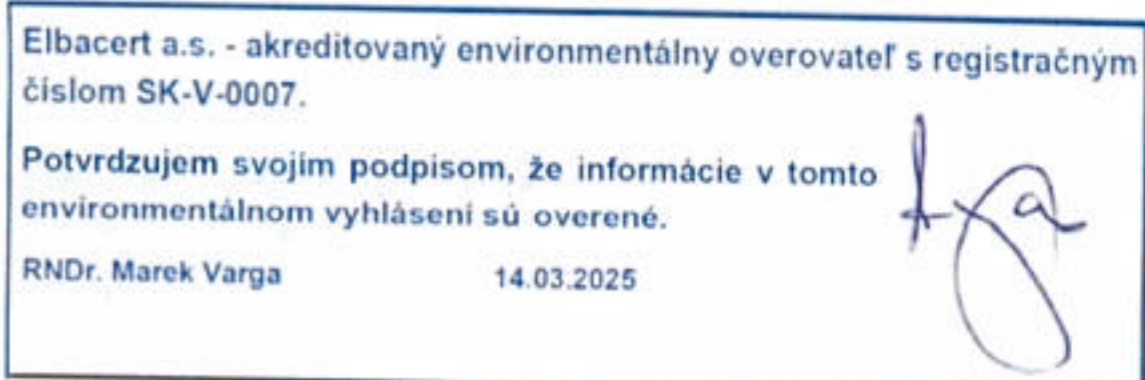 Elbacert a.s. - akreditovaný environmentálny overovateľ s registračným
číslom SK-V-0007.
Potvrdzujem svojím podpisom, že informácie v tomto
environmentálnom vyhlásení sú overené.
RNDr. Marek Varga 14.03.2025